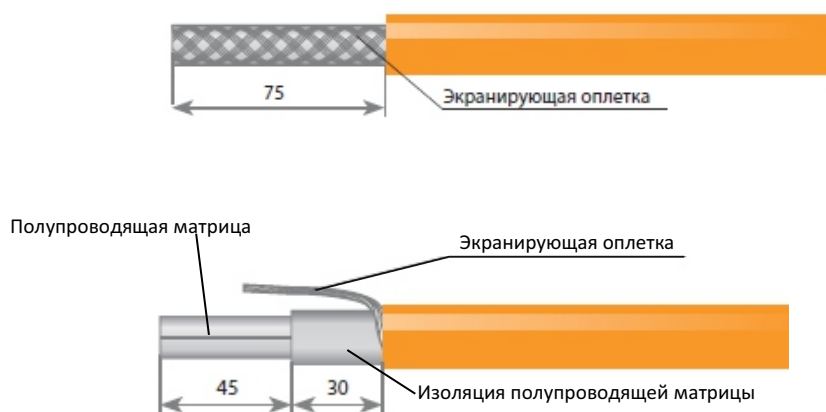 75
Экранирующая оплетка
Полупроводящая матрица
Экранирующая оплетка
45
30
Изоляция полупроводящей матрицы